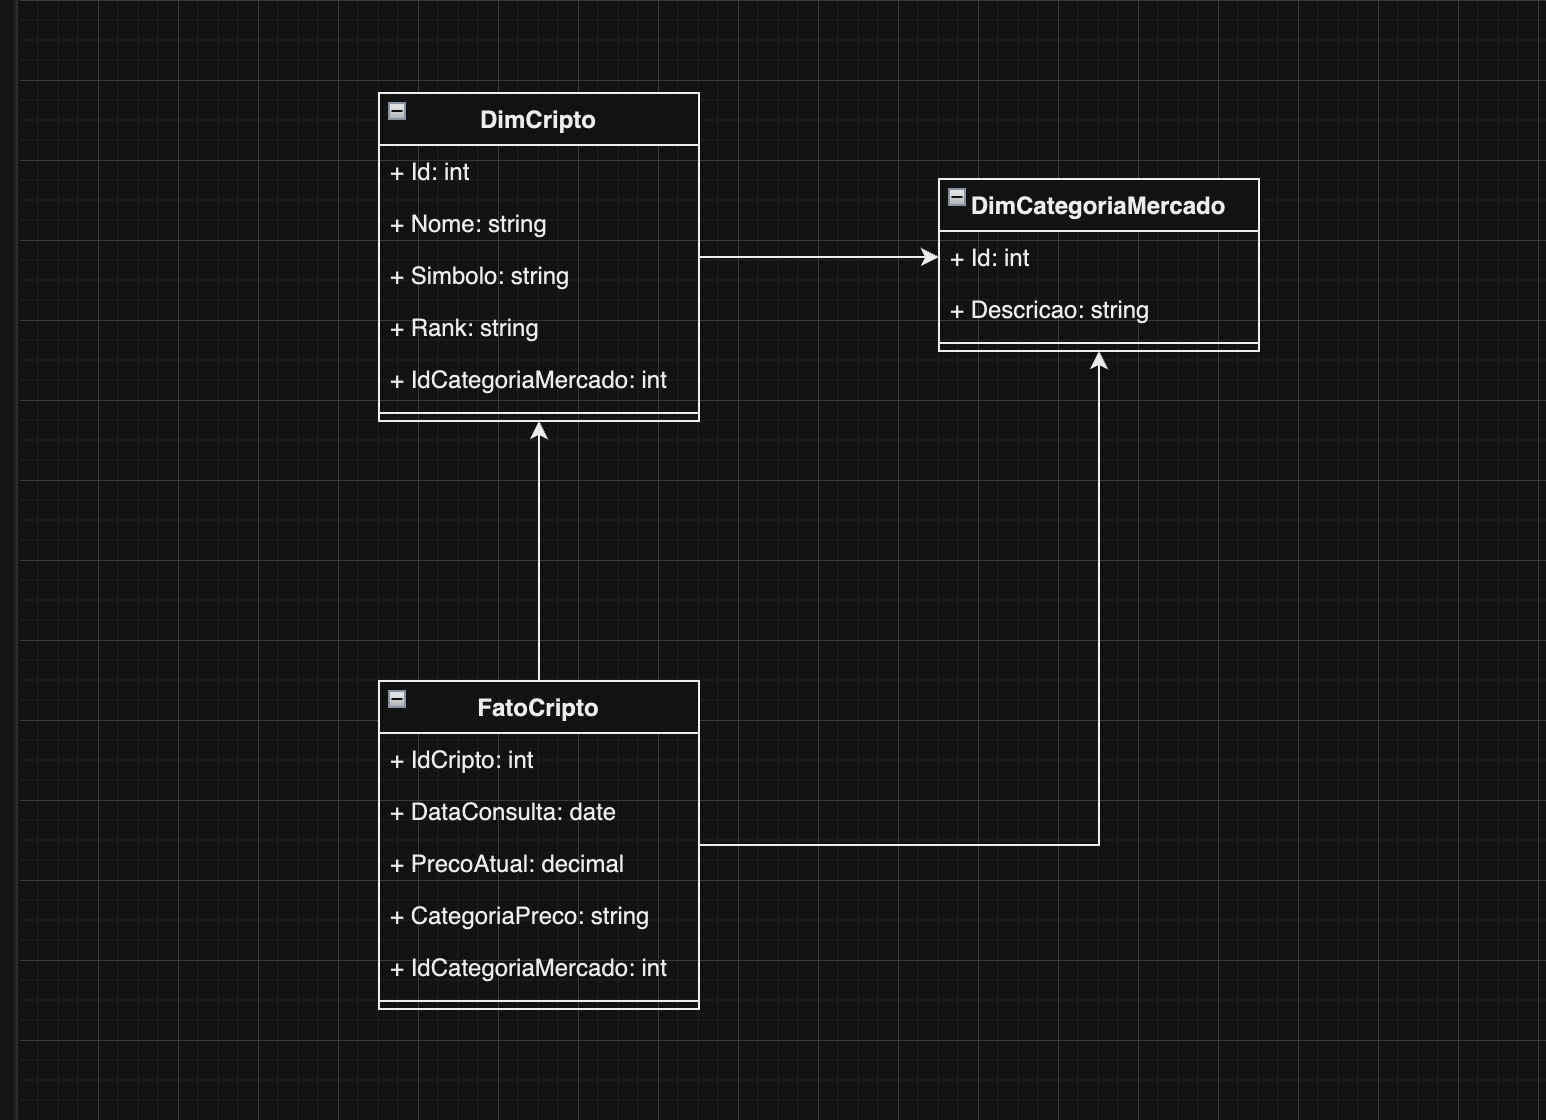 DimCripto
+ Id: int
+ Nome: string
+ Simbolo: string
+ Rank: string
+ IdCategoriaMercado: int
DimCategoriaMercado
+ Id: int
+ Descricao: string
FatoCripto
+ IdCripto: int
+ DataConsulta: date
+ PrecoAtual: decimal
+ CategoriaPreco: string
+ IdCategoriaMercado: int